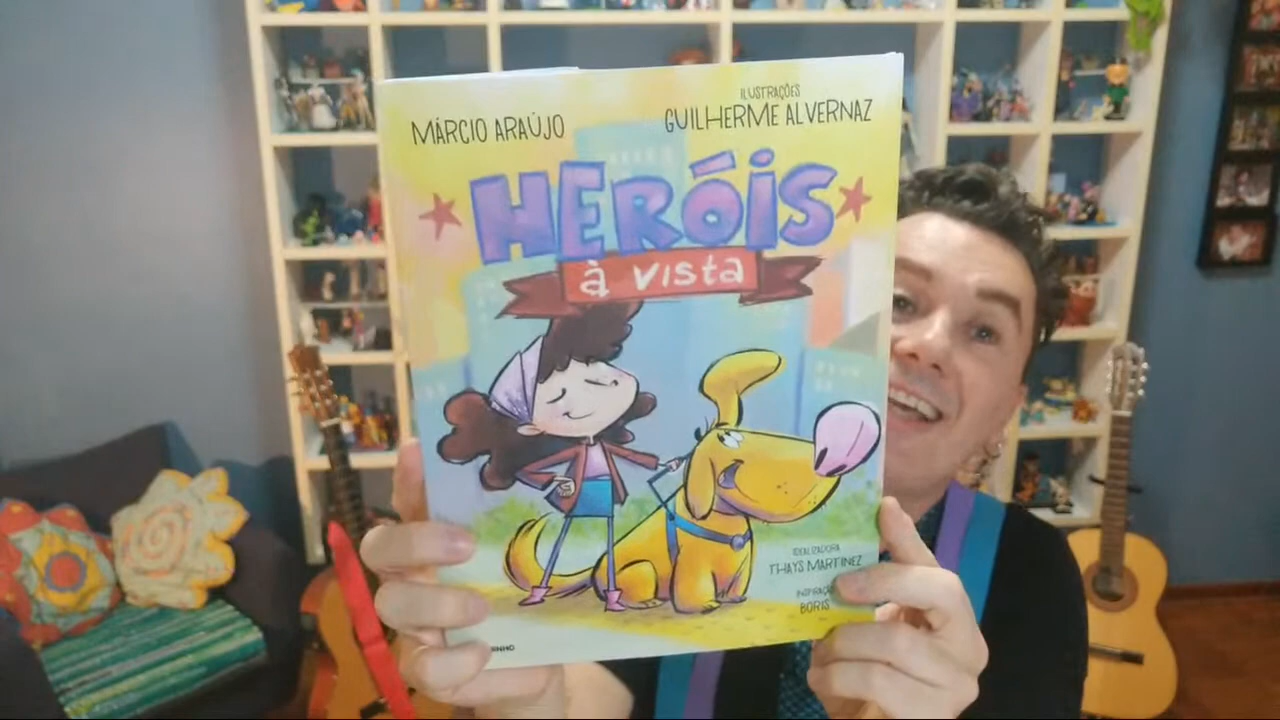 MÁRCIO ARAÚJO
ILUSTRAÇÕES
GUILHERME ALVERNAZ
HERÓIS
à vista
IDEALIZADORA
THAYS MARTINEZ
BORIS